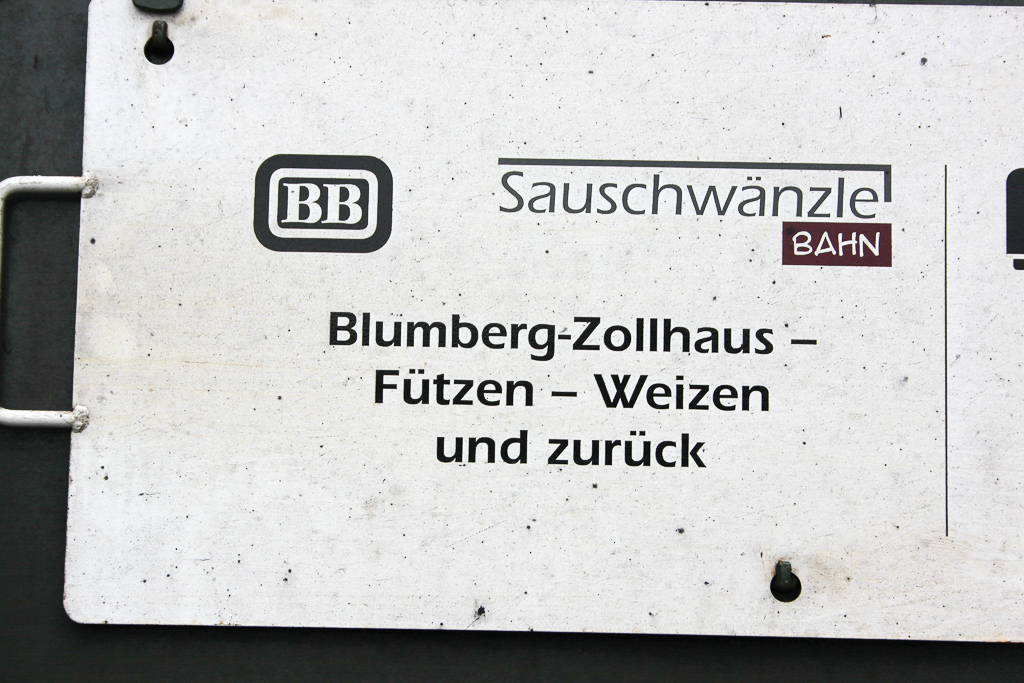 BB
Sauschwänzle
BAHN
Blumberg-Zollhaus –
Fützen – Weizen
und zurück